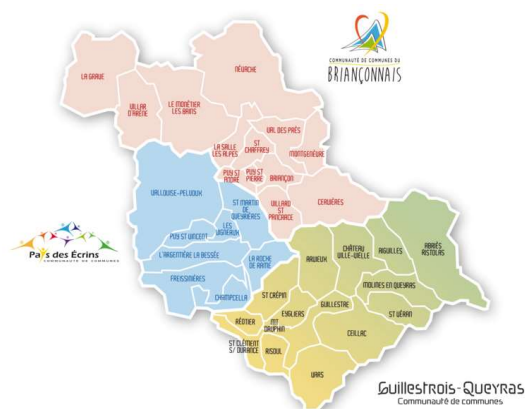 COMMUNAUTÉ DE COMMUNES DU
BRIANÇONNAIS
LA GRAVE
VILLAR
D'ARÊNE
LE MONÊTIER
LES BAINS
NÉVACHE
VAL DES PRÉS
ST
CHAFFREY
LA SALLE
LES ALPES
MONTGENÈVRE
PUY ST
ANDRÉ
PUY ST
PIERRE
BRIANÇON
VILLARD
ST
PANCRACE
CERVIÈRES
Pays des Écrins
COMMUNAUTÉ DE COMMUNES
VALLOUISE-PELVOUX
ST MARTIN
DE
QUEYRIÈRES
LES
VIGNEAUX
PUY ST VINCENT
L'ARGENTIÈRE LA BESSÉE
LA ROCHE
DE RAME
FREISSINIÈRES
CHAMPCELLA
ARVIEUX
CHÂTEAU
VILLE-VIEILLE
AIGUILLES
ABRIÈS
RISTOLAS
MOLINES EN QUEYRAS
ST VÉRAN
ST CRÉPIN
GUILLESTRE
EYGLIERS
MT
DAUPHIN
CEILLAC
RÉOTIER
ST CLÉMENT
S/ DURANCE
RISOUL
VARS
Guillestrois-Queyras
Communauté de communes